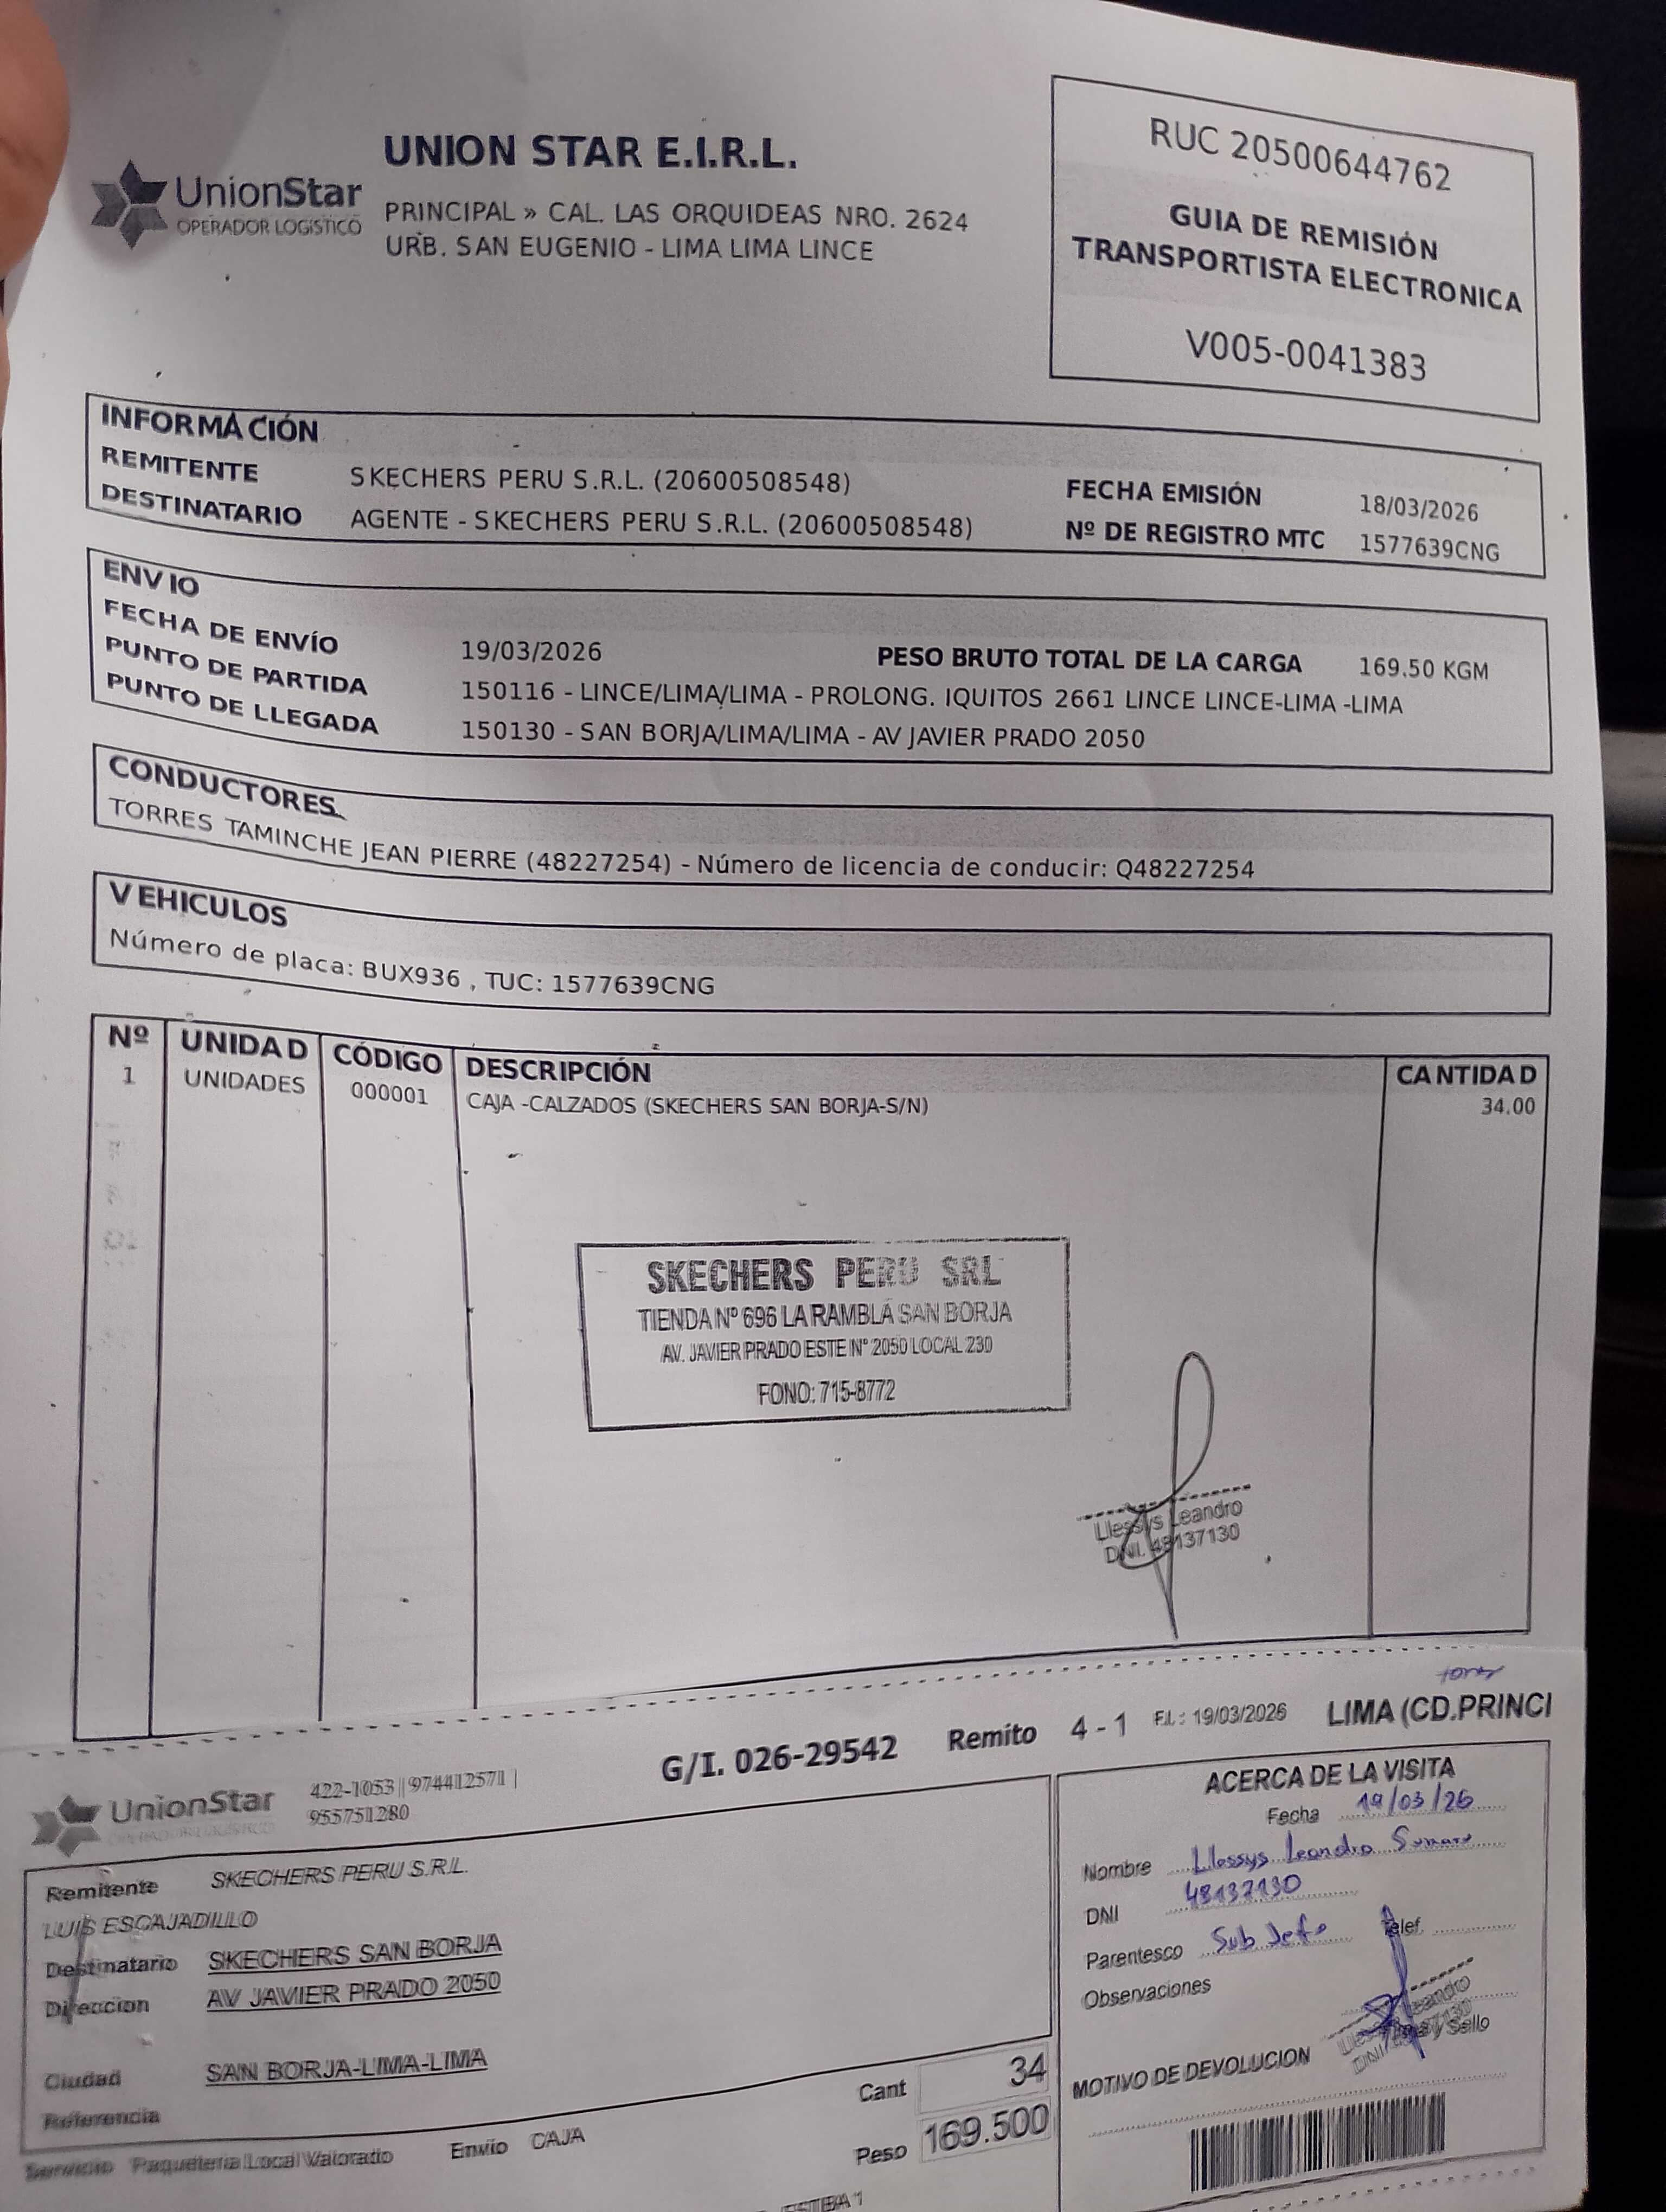 UnionStar
OPERADOR LOGISTICO
UNION STAR E.I.R.L.
PRINCIPAL » CAL. LAS ORQUIDEAS NRO. 2624
URB. SAN EUGENIO - LIMA LIMA LINCE
RUC 20500644762
GUIA DE REMISIÓN
TRANSPORTISTA ELECTRONICA
V005-0041383
INFORMACIÓN
REMITENTE SKECHERS PERU S.R.L. (20600508548) FECHA EMISIÓN 18/03/2026
DESTINATARIO AGENTE - SKECHERS PERU S.R.L. (20600508548) Nº DE REGISTRO MTC 1577639CNG
ENVIO
FECHA DE ENVÍO 19/03/2026 PESO BRUTO TOTAL DE LA CARGA 169.50 KGM
PUNTO DE PARTIDA 150116 - LINCE/LIMA/LIMA - PROLONG. IQUITOS 2661 LINCE LINCE-LIMA -LIMA
PUNTO DE LLEGADA 150130 - SAN BORJA/LIMA/LIMA - AV JAVIER PRADO 2050
CONDUCTORES
TORRES TAMINCHE JEAN PIERRE (48227254) - Número de licencia de conducir: Q48227254
VEHICULOS
Número de placa: BUX936 , TUC: 1577639CNG
Nº UNIDAD CÓDIGO DESCRIPCIÓN CANTIDAD
1 UNIDADES 000001 CAJA -CALZADOS (SKECHERS SAN BORJA-S/N) 34.00
SKECHERS PERU SRL
TIENDA Nº 696 LA RAMBLA SAN BORJA
AV. JAVIER PRADO ESTE Nº 2050 LOCAL 230
FONO: 715-8772
Llessys Leandro
DNI. 48137130
G/I. 026-29542 Remito 4 - 1 F.I.: 19/03/2026 LIMA (CD.PRINCI
UnionStar
OPERADOR LOGISTICO
422-1053 | 974412571 |
955751280
Remitente SKECHERS PERU S.R.L.
LUIS ESCAJADILLO
Destinatario SKECHERS SAN BORJA
Direccion AV JAVIER PRADO 2050
Ciudad SAN BORJA-LIMA-LIMA
Referencia
Servicio Paqueteria Local Valorado Envio CAJA
Cant 34
Peso 169.500
ACERCA DE LA VISITA
Fecha 19/03/26
Nombre Llessys Leandro
DNI 48137130
Parentesco Sub Jefe Telef
Observaciones
Leandro
Firma y Sello
MOTIVO DE DEVOLUCION